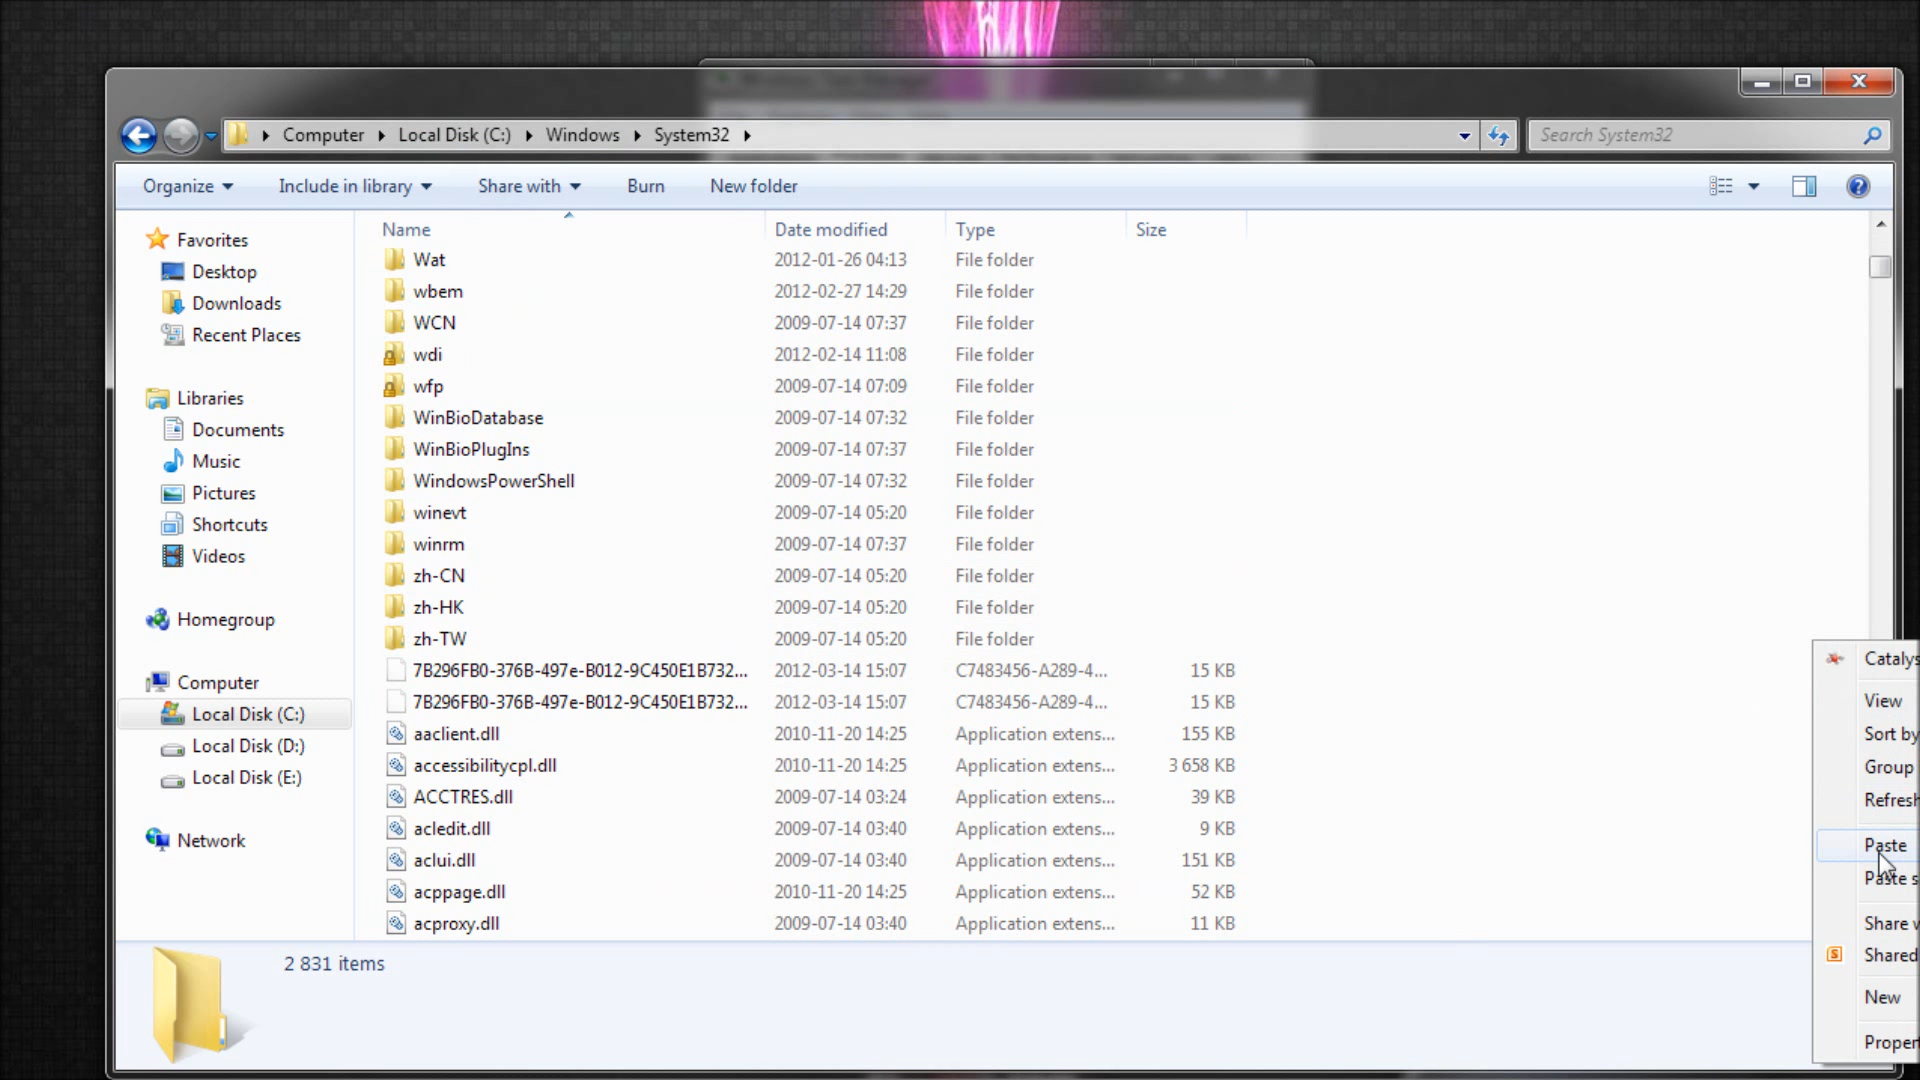 Computer Local Disk (C:) Windows System32 Search System32
Organize Include in library Share with Burn New folder
Favorites
Desktop
Downloads
Recent Places
Libraries
Documents
Music
Pictures
Shortcuts
Videos
Homegroup
Computer
Local Disk (C:)
Local Disk (D:)
Local Disk (E:)
Network
Name Date modified Type Size
Wat 2012-01-26 04:13 File folder
wbem 2012-02-27 14:29 File folder
WCN 2009-07-14 07:37 File folder
wdi 2012-02-14 11:08 File folder
wfp 2009-07-14 07:09 File folder
WinBioDatabase 2009-07-14 07:32 File folder
WinBioPlugIns 2009-07-14 07:37 File folder
WindowsPowerShell 2009-07-14 07:32 File folder
winevt 2009-07-14 05:20 File folder
winrm 2009-07-14 07:37 File folder
zh-CN 2009-07-14 05:20 File folder
zh-HK 2009-07-14 05:20 File folder
zh-TW 2009-07-14 05:20 File folder
7B296FB0-376B-497e-B012-9C450E1B732... 2012-03-14 15:07 C7483456-A289-4... 15 KB
7B296FB0-376B-497e-B012-9C450E1B732... 2012-03-14 15:07 C7483456-A289-4... 15 KB
aaclient.dll 2010-11-20 14:25 Application extens... 155 KB
accessibilitycpl.dll 2010-11-20 14:25 Application extens... 3 658 KB
ACCTRES.dll 2009-07-14 03:24 Application extens... 39 KB
acledit.dll 2009-07-14 03:40 Application extens... 9 KB
aclui.dll 2009-07-14 03:40 Application extens... 151 KB
acppage.dll 2010-11-20 14:25 Application extens... 52 KB
acproxy.dll 2009-07-14 03:40 Application extens... 11 KB
2 831 items
Catalys
View
Sort by
Group
Refresh
Paste
Paste s
Share w
Shared
New
Proper